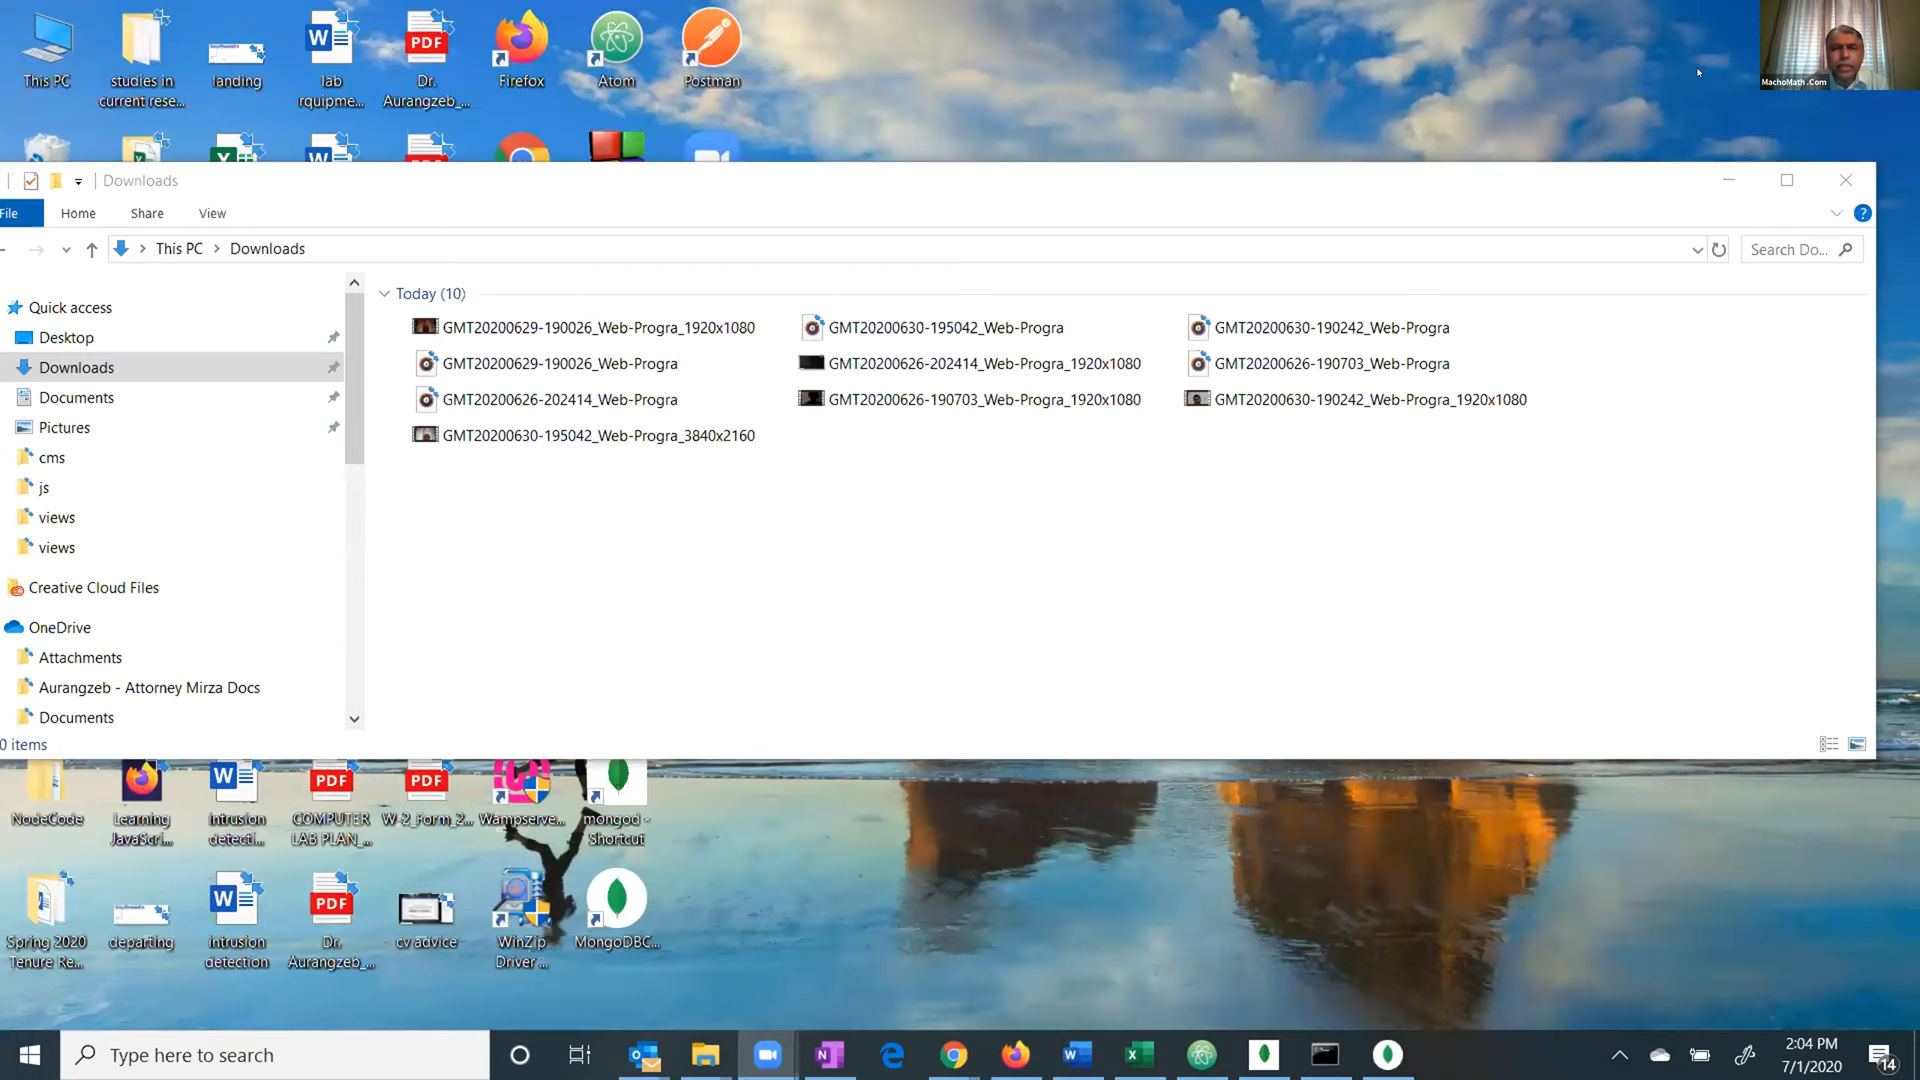 This PC
studies in
current rese...
landing
lab
rquipme...
Dr.
Aurangzeb_...
Firefox
Atom
Postman
MachoMath .Com
Downloads
File
Home
Share
View
This PC
Downloads
Search Do...
Quick access
Desktop
Downloads
Documents
Pictures
cms
js
views
views
Creative Cloud Files
OneDrive
Attachments
Aurangzeb - Attorney Mirza Docs
Documents
Today (10)
GMT20200629-190026_Web-Progra_1920x1080
GMT20200630-195042_Web-Progra
GMT20200630-190242_Web-Progra
GMT20200629-190026_Web-Progra
GMT20200626-202414_Web-Progra_1920x1080
GMT20200626-190703_Web-Progra
GMT20200626-202414_Web-Progra
GMT20200626-190703_Web-Progra_1920x1080
GMT20200630-190242_Web-Progra_1920x1080
GMT20200630-195042_Web-Progra_3840x2160
0 items
NodeCode
Learning
JavaScri...
intrusion
detecti...
COMPUTER
LAB PLAN_...
W-2_Form_2...
Wampserve...
mongod -
Shortcut
Spring 2020
Tenure Re...
departing
intrusion
detection
Dr.
Aurangzeb_...
cv advice
WinZip
Driver ...
MongoDBC...
Type here to search
2:04 PM
7/1/2020
14